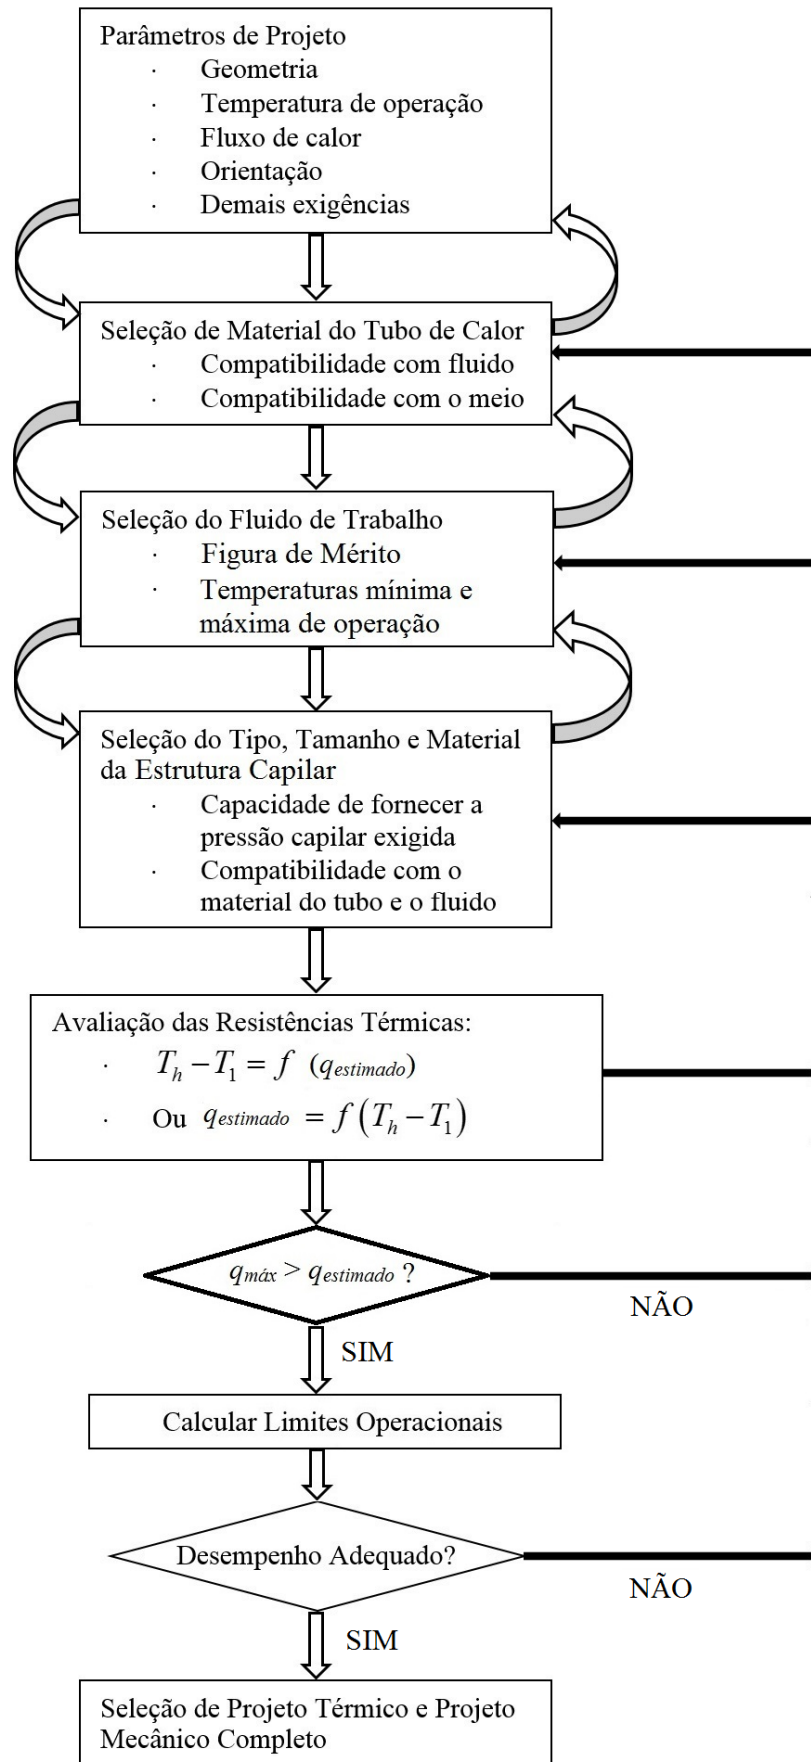 Parâmetros de Projeto
· Geometria
· Temperatura de operação
· Fluxo de calor
· Orientação
· Demais exigências
Seleção de Material do Tubo de Calor
· Compatibilidade com fluido
· Compatibilidade com o meio
Seleção do Fluido de Trabalho
· Figura de Mérito
· Temperaturas mínima e
máxima de operação
Seleção do Tipo, Tamanho e Material
da Estrutura Capilar
· Capacidade de fornecer a
pressão capilar exigida
· Compatibilidade com o
material do tubo e o fluido
Avaliação das Resistências Térmicas:
· T_h − T_1 = f (q_estimado)
· Ou q_estimado = f(T_h − T_1)
q_máx > q_estimado ?
NÃO
SIM
Calcular Limites Operacionais
Desempenho Adequado?
NÃO
SIM
Seleção de Projeto Térmico e Projeto
Mecânico Completo